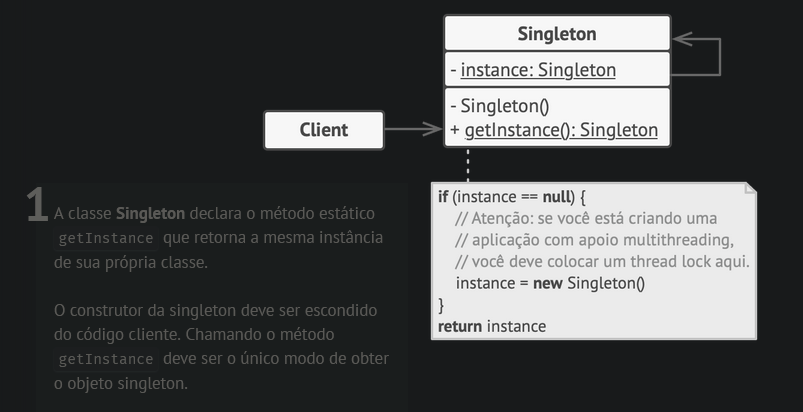 Singleton
- instance: Singleton
- Singleton()
+ getInstance(): Singleton
Client
1
A classe Singleton declara o método estático
getInstance que retorna a mesma instância
de sua própria classe.
O construtor da singleton deve ser escondido
do código cliente. Chamando o método
getInstance deve ser o único modo de obter
o objeto singleton.
if (instance == null) {
// Atenção: se você está criando uma
// aplicação com apoio multithreading,
// você deve colocar um thread lock aqui.
instance = new Singleton()
}
return instance